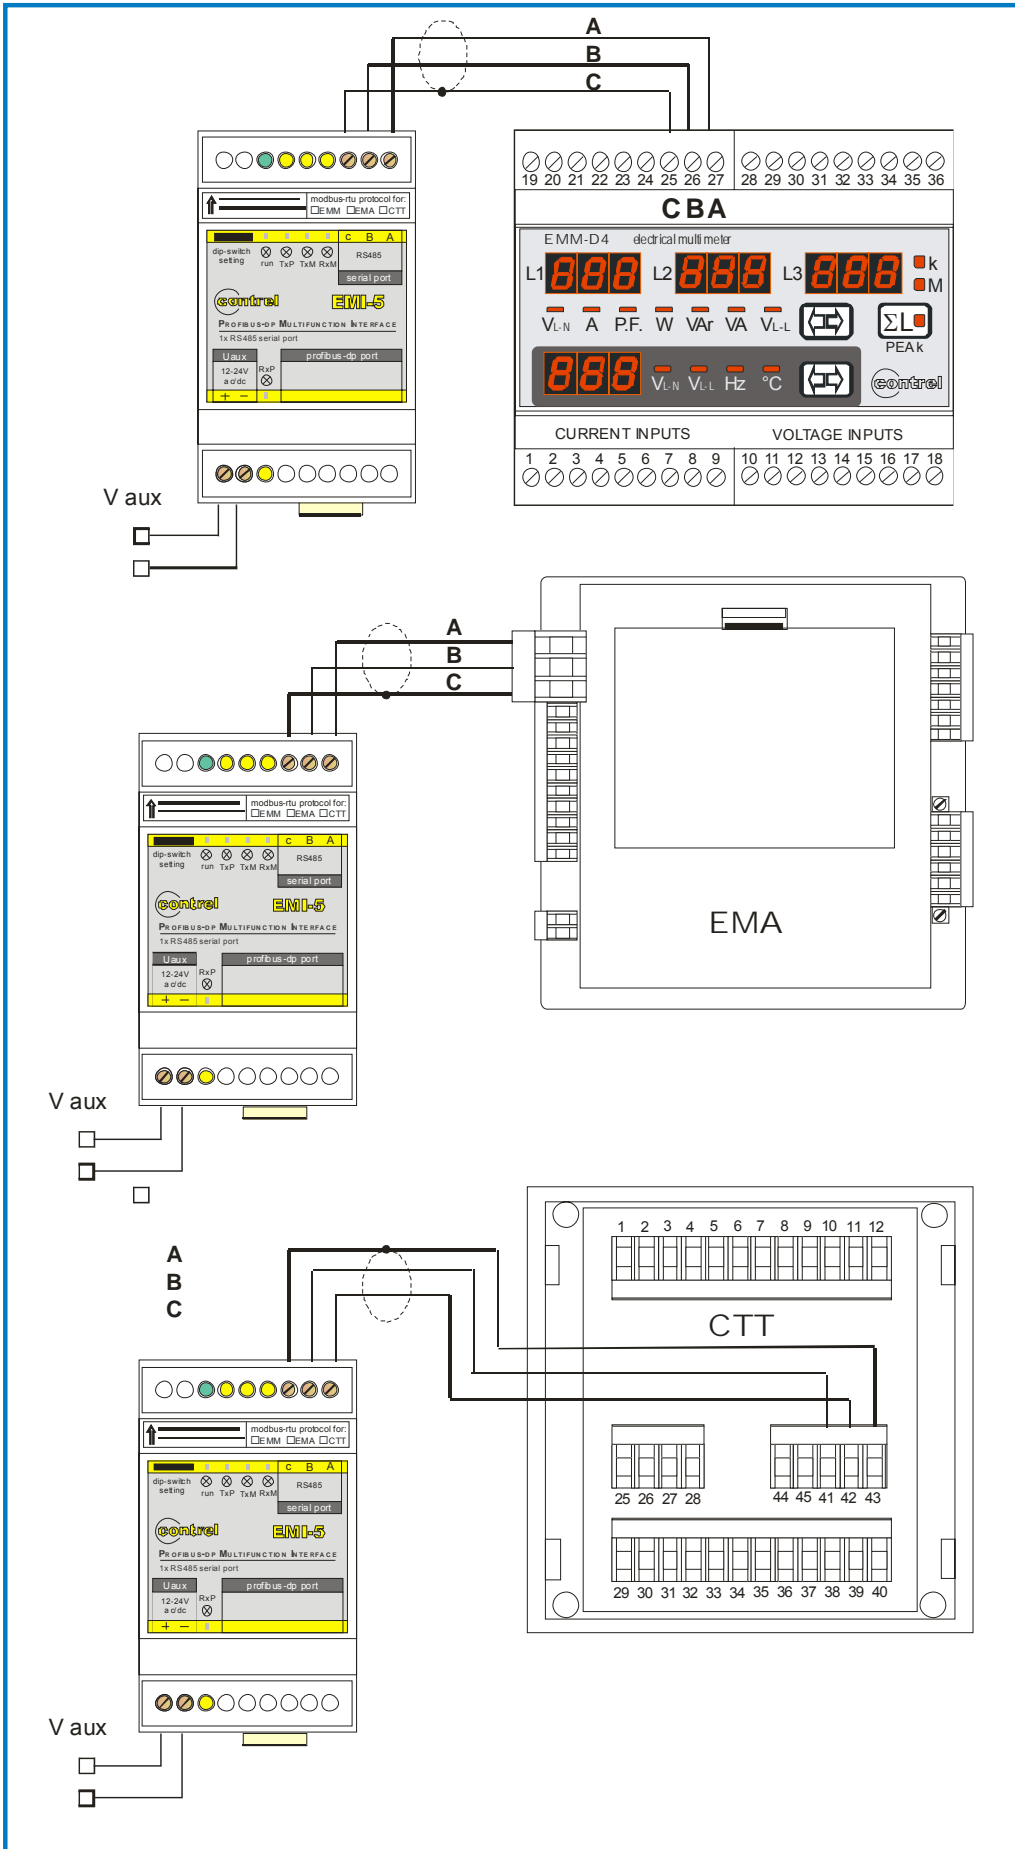 A
B
C
19 20 21 22 23 24 25 26 27 28 29 30 31 32 33 34 35 36
CBA
modbus-rtu protocol for:
EMM EMA CTT
c B A
dip-switch setting
run TxP TxM RxM
RS485
serial port
contrel EMI-5
PROFIBUS-DP MULTIFUNCTION INTERFACE
1x RS485 serial port
Uaux profibus-dp port
12-24V
ac/dc
RxP
+ −
EMM-D4 electrical multimeter
L1 888 L2 888 L3 888 k
M
VL-N A P.F. W VAr VA VL-L
ΣL
PEAk
888 VL-N VL-L Hz °C
contrel
CURRENT INPUTS VOLTAGE INPUTS
1 2 3 4 5 6 7 8 9 10 11 12 13 14 15 16 17 18
V aux
A
B
C
modbus-rtu protocol for:
EMM EMA CTT
c B A
dip-switch setting
run TxP TxM RxM
RS485
serial port
contrel EMI-5
PROFIBUS-DP MULTIFUNCTION INTERFACE
1x RS485 serial port
Uaux profibus-dp port
12-24V
ac/dc
RxP
+ −
EMA
V aux
A
B
C
1 2 3 4 5 6 7 8 9 10 11 12
CTT
modbus-rtu protocol for:
EMM EMA CTT
c B A
dip-switch setting
run TxP TxM RxM
RS485
serial port
contrel EMI-5
PROFIBUS-DP MULTIFUNCTION INTERFACE
1x RS485 serial port
Uaux profibus-dp port
12-24V
ac/dc
RxP
+ −
25 26 27 28 44 45 41 42 43
29 30 31 32 33 34 35 36 37 38 39 40
V aux